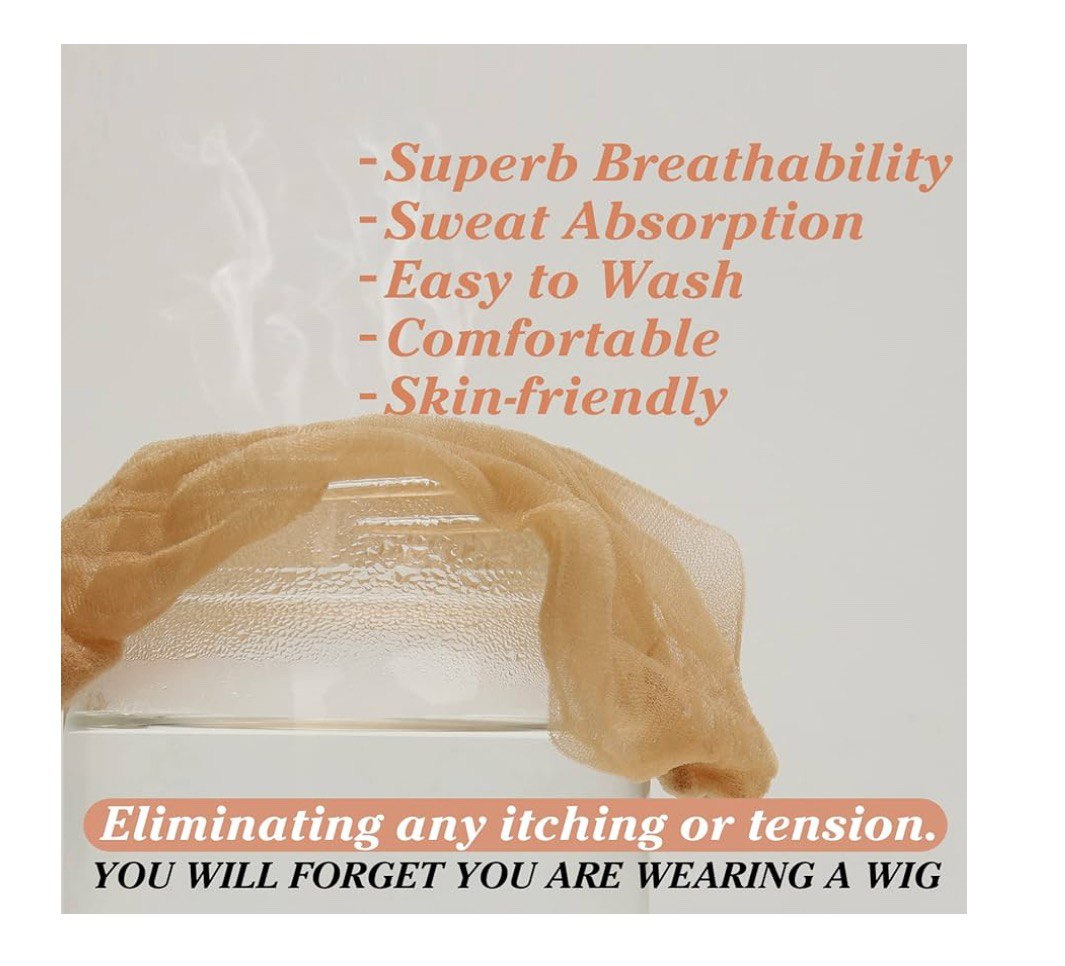 - Superb Breathability
- Sweat Absorption
- Easy to Wash
- Comfortable
- Skin-friendly
Eliminating any itching or tension.
YOU WILL FORGET YOU ARE WEARING A WIG